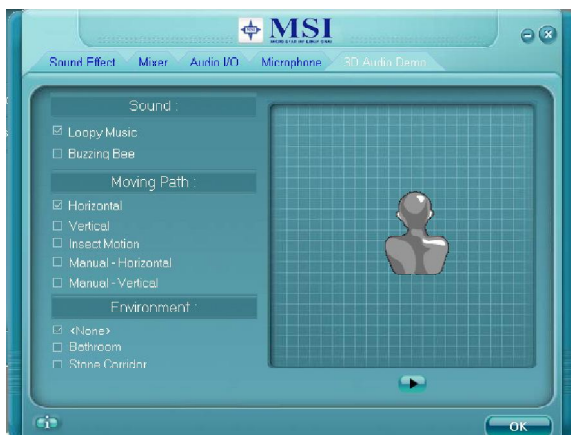 MSI
Sound Effect Mixer Audio I/O Microphone 3D Audio Demo
Sound :
Loopy Music
Buzzing Bee
Moving Path :
Horizontal
Vertical
Insect Motion
Manual - Horizontal
Manual - Vertical
Environment :
<None>
Bathroom
Stone Corridor
i
OK